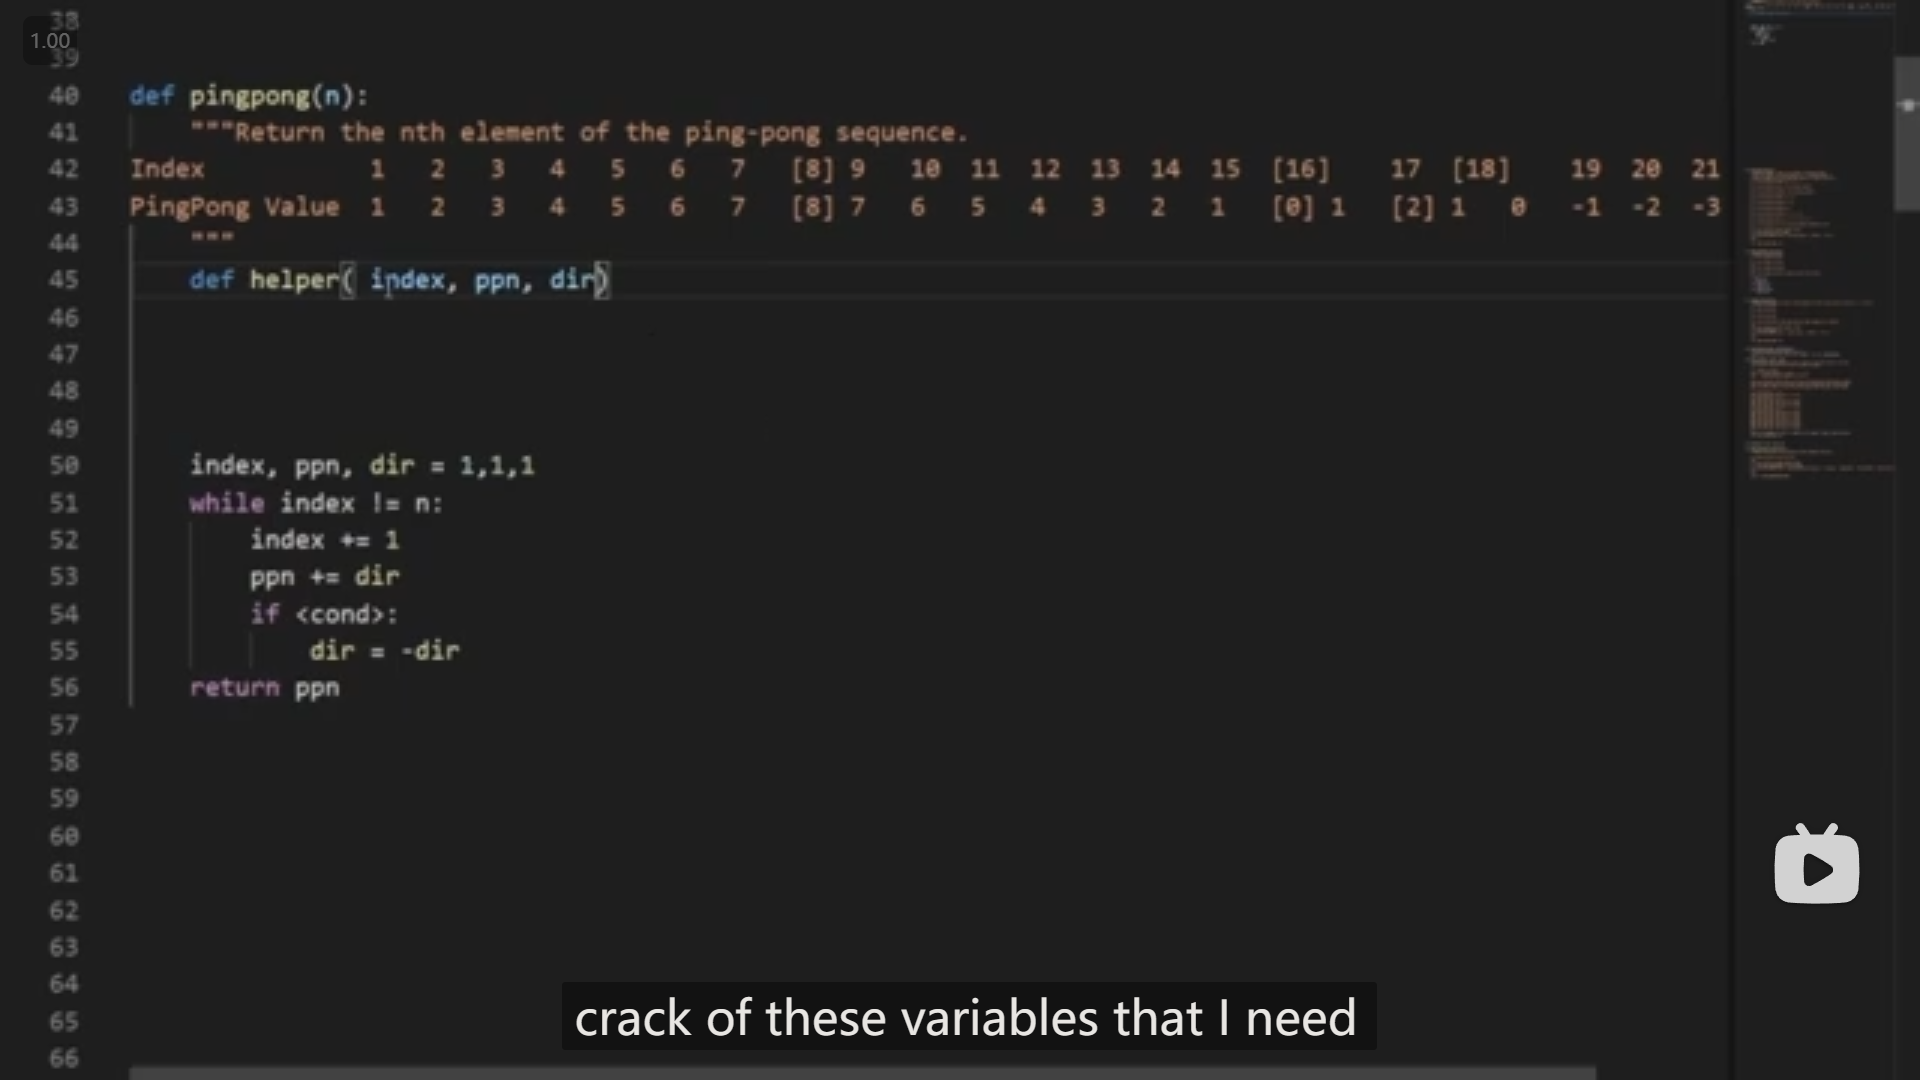 38
1.00
39
40 def pingpong(n):
41 """Return the nth element of the ping-pong sequence.
42 Index 1 2 3 4 5 6 7 [8] 9 10 11 12 13 14 15 [16] 17 [18] 19 20 21
43 PingPong Value 1 2 3 4 5 6 7 [8] 7 6 5 4 3 2 1 [0] 1 [2] 1 0 -1 -2 -3
44 """
45 def helper( index, ppn, dir)
46
47
48
49
50 index, ppn, dir = 1,1,1
51 while index != n:
52 index += 1
53 ppn += dir
54 if <cond>:
55 dir = -dir
56 return ppn
57
58
59
60
61
62
63
64
65
66
crack of these variables that I need